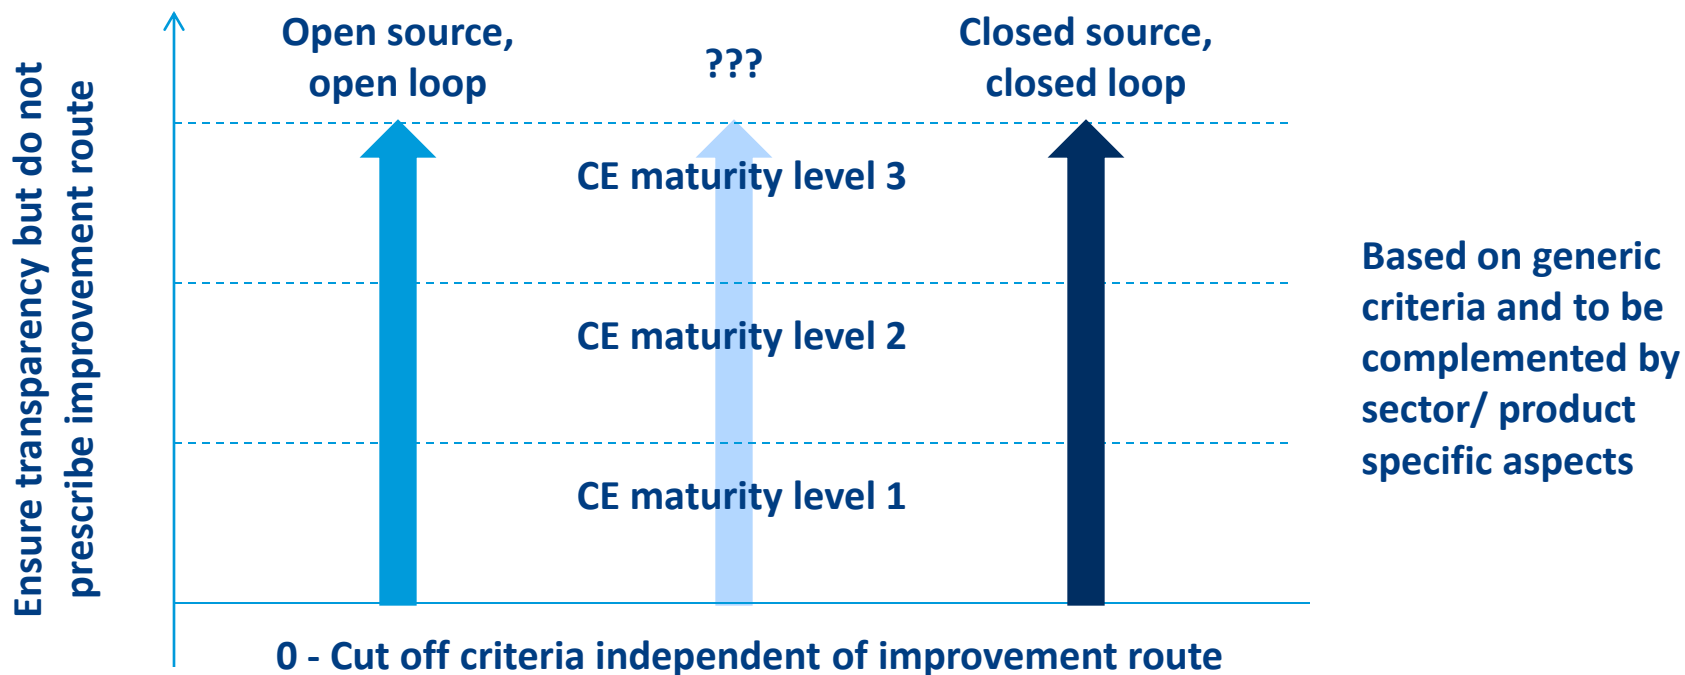 Ensure transparency but do not
prescribe improvement route
Open source,
open loop
???
Closed source,
closed loop
CE maturity level 3
CE maturity level 2
CE maturity level 1
0 - Cut off criteria independent of improvement route
Based on generic
criteria and to be
complemented by
sector/ product
specific aspects